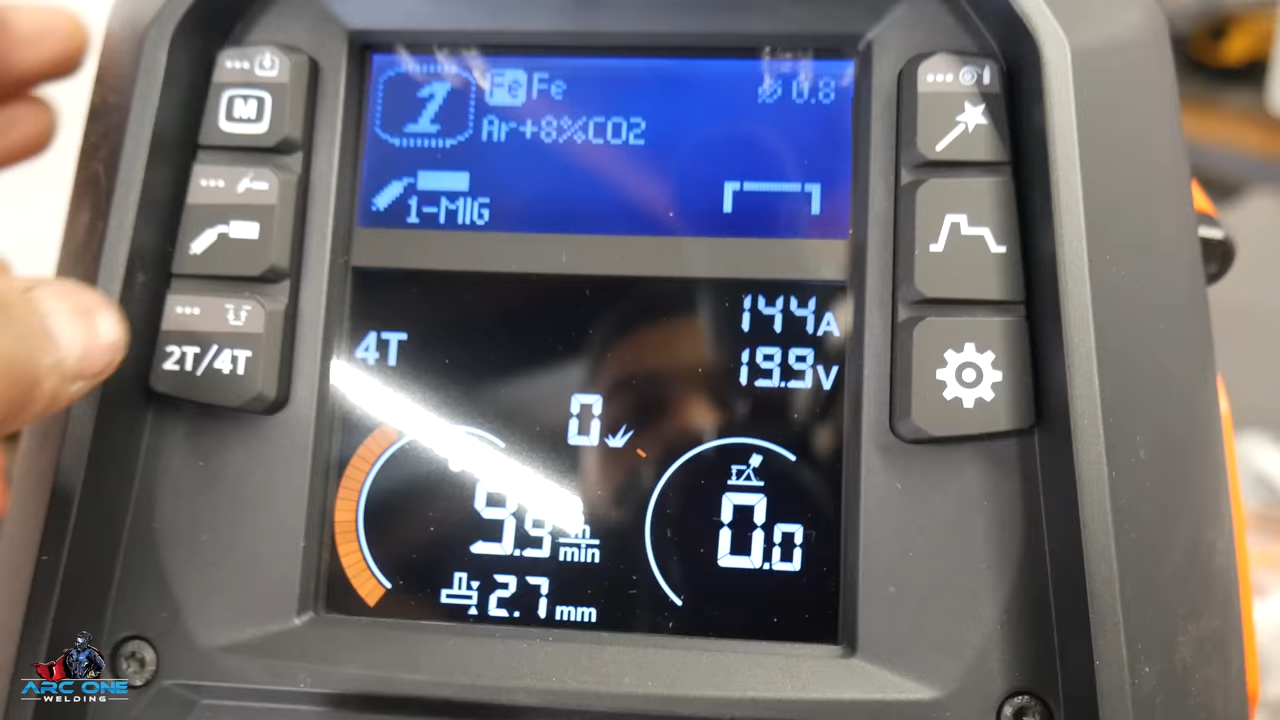 1
Fe Fe
ø 0.8
Ar+8%CO2
1-MIG
M
2T/4T
4T
144A
19.9V
0
9.9 m/min
0.0
2.7 mm
ARC ONE
WELDING